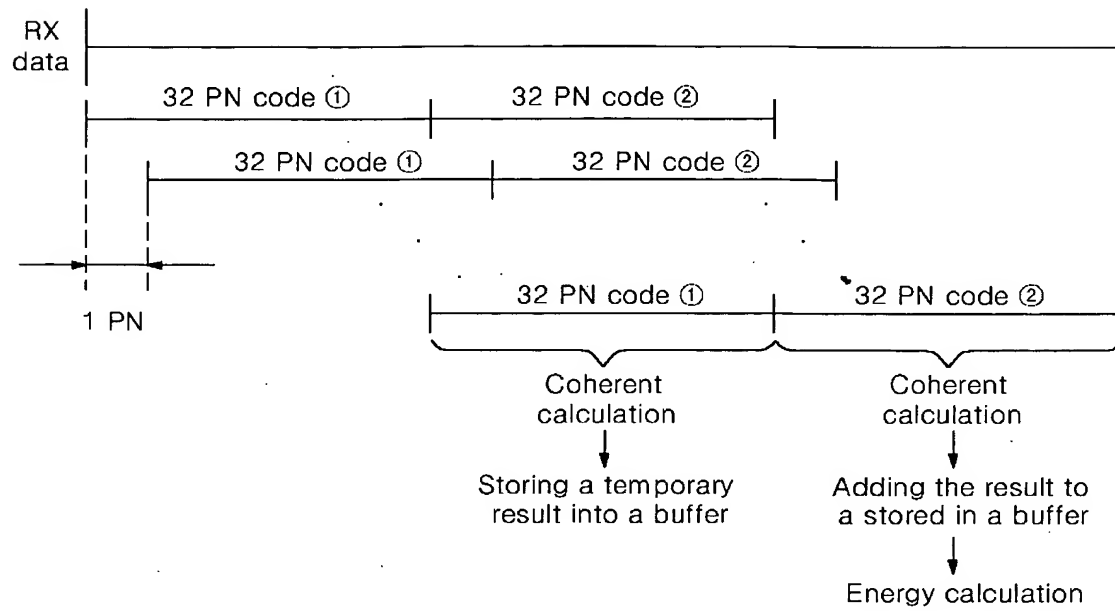 RX
data
32 PN code ① 32 PN code ②
32 PN code ① 32 PN code ②
1 PN
32 PN code ① 32 PN code ②
Coherent
calculation
Coherent
calculation
Storing a temporary
result into a buffer
Adding the result to
a stored in a buffer
Energy calculation